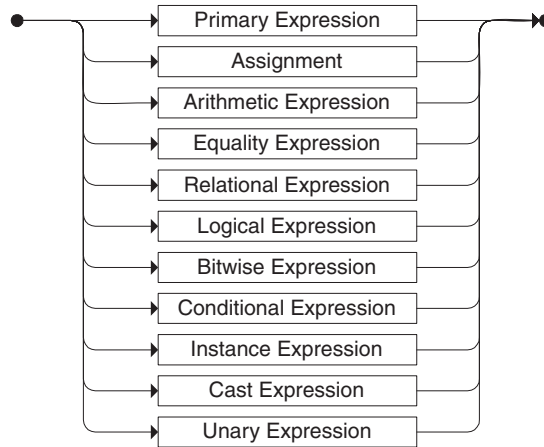 Primary Expression
Assignment
Arithmetic Expression
Equality Expression
Relational Expression
Logical Expression
Bitwise Expression
Conditional Expression
Instance Expression
Cast Expression
Unary Expression